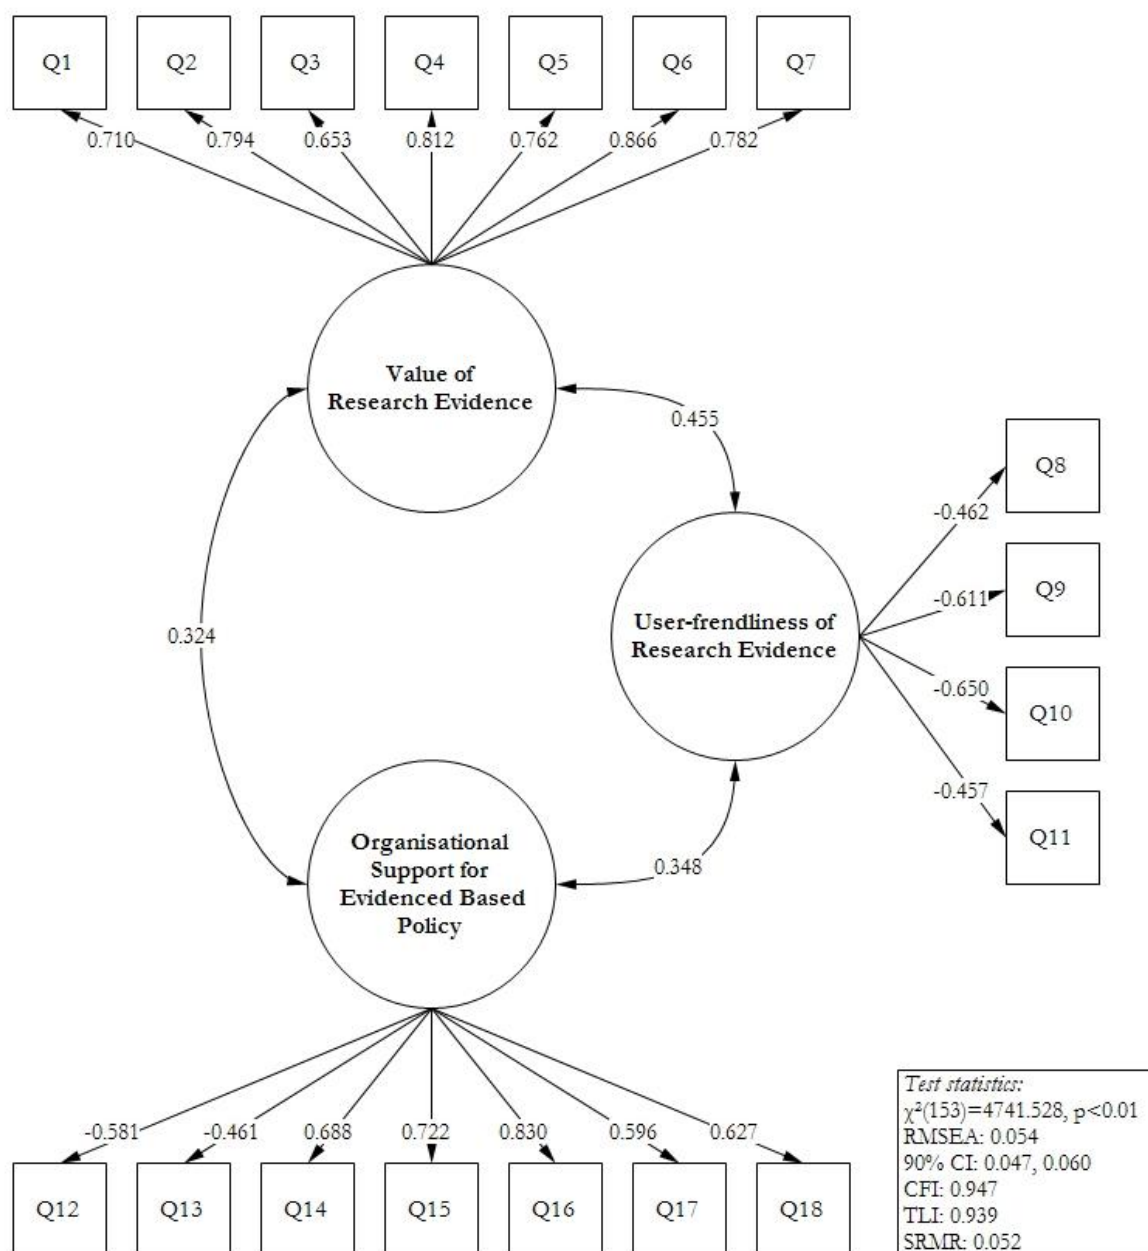 Q1 Q2 Q3 Q4 Q5 Q6 Q7
0.710 0.794 0.653 0.812 0.762 0.866 0.782
Value of
Research Evidence
0.455
Q8
-0.462
Q9
-0.611
User-frendliness of
Research Evidence
0.324
-0.650
Q10
-0.457
Q11
Organisational
Support for
Evidenced Based
Policy
0.348
-0.581 -0.461 0.688 0.722 0.830 0.596 0.627
Q12 Q13 Q14 Q15 Q16 Q17 Q18
Test statistics:
χ²(153)=4741.528, p<0.01
RMSEA: 0.054
90% CI: 0.047, 0.060
CFI: 0.947
TLI: 0.939
SRMR: 0.052